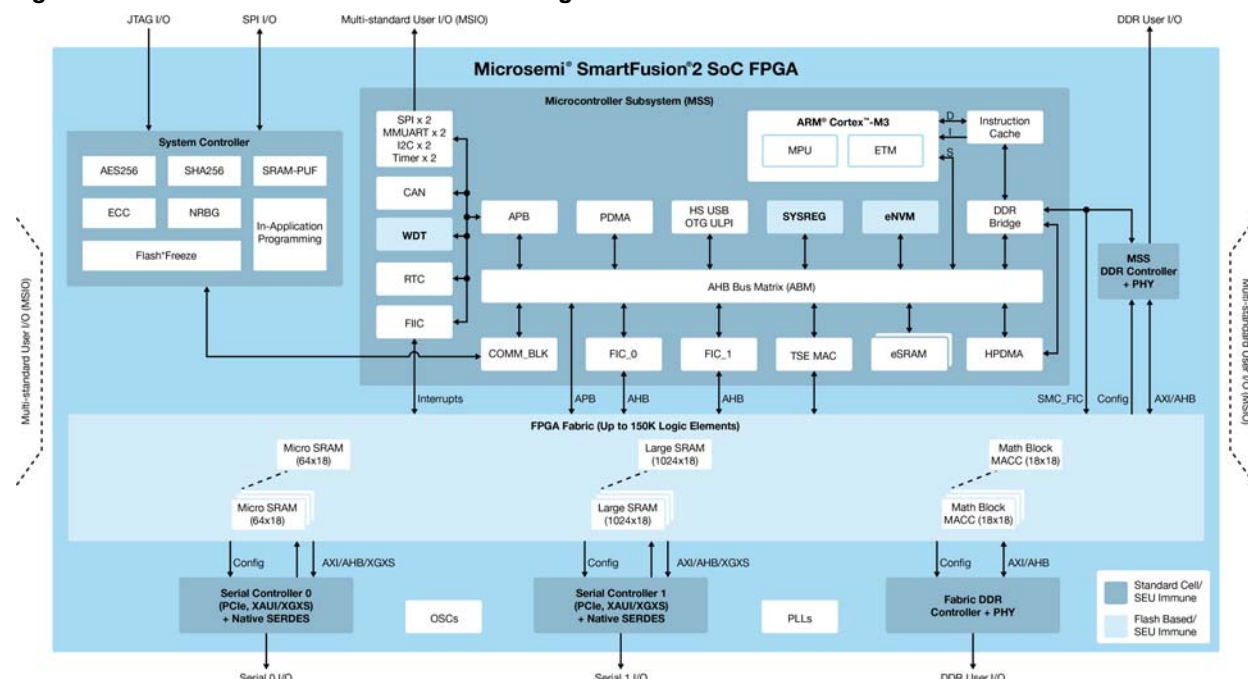 JTAG I/O
SPI I/O
Multi-standard User I/O (MSIO)
DDR User I/O
Microsemi® SmartFusion®2 SoC FPGA
Microcontroller Subsystem (MSS)
System Controller
AES256
SHA256
SRAM-PUF
ECC
NRBG
In-Application
Programming
Flash*Freeze
SPI x 2
MMUART x 2
I2C x 2
Timer x 2
CAN
WDT
RTC
FIIC
ARM® Cortex™-M3
MPU
ETM
D
I
S
Instruction
Cache
APB
PDMA
HS USB
OTG ULPI
SYSREG
eNVM
DDR
Bridge
AHB Bus Matrix (ABM)
COMM_BLK
FIC_0
FIC_1
TSE MAC
eSRAM
HPDMA
MSS
DDR Controller
+ PHY
Multi-standard User I/O (MSIO)
Multi-standard User I/O (MSIO)
Interrupts
APB
AHB
AHB
SMC_FIC
Config
AXI/AHB
FPGA Fabric (Up to 150K Logic Elements)
Micro SRAM
(64x18)
Large SRAM
(1024x18)
Math Block
MACC (18x18)
Micro SRAM
(64x18)
Large SRAM
(1024x18)
Math Block
MACC (18x18)
Config
AXI/AHB/XGXS
Config
AXI/AHB/XGXS
Config
AXI/AHB
Serial Controller 0
(PCIe, XAUI/XGXS)
+ Native SERDES
OSCs
Serial Controller 1
(PCIe, XAUI/XGXS)
+ Native SERDES
PLLs
Fabric DDR
Controller + PHY
Standard Cell/
SEU Immune
Flash Based/
SEU Immune
Serial 0 I/O
Serial 1 I/O
DDR User I/O